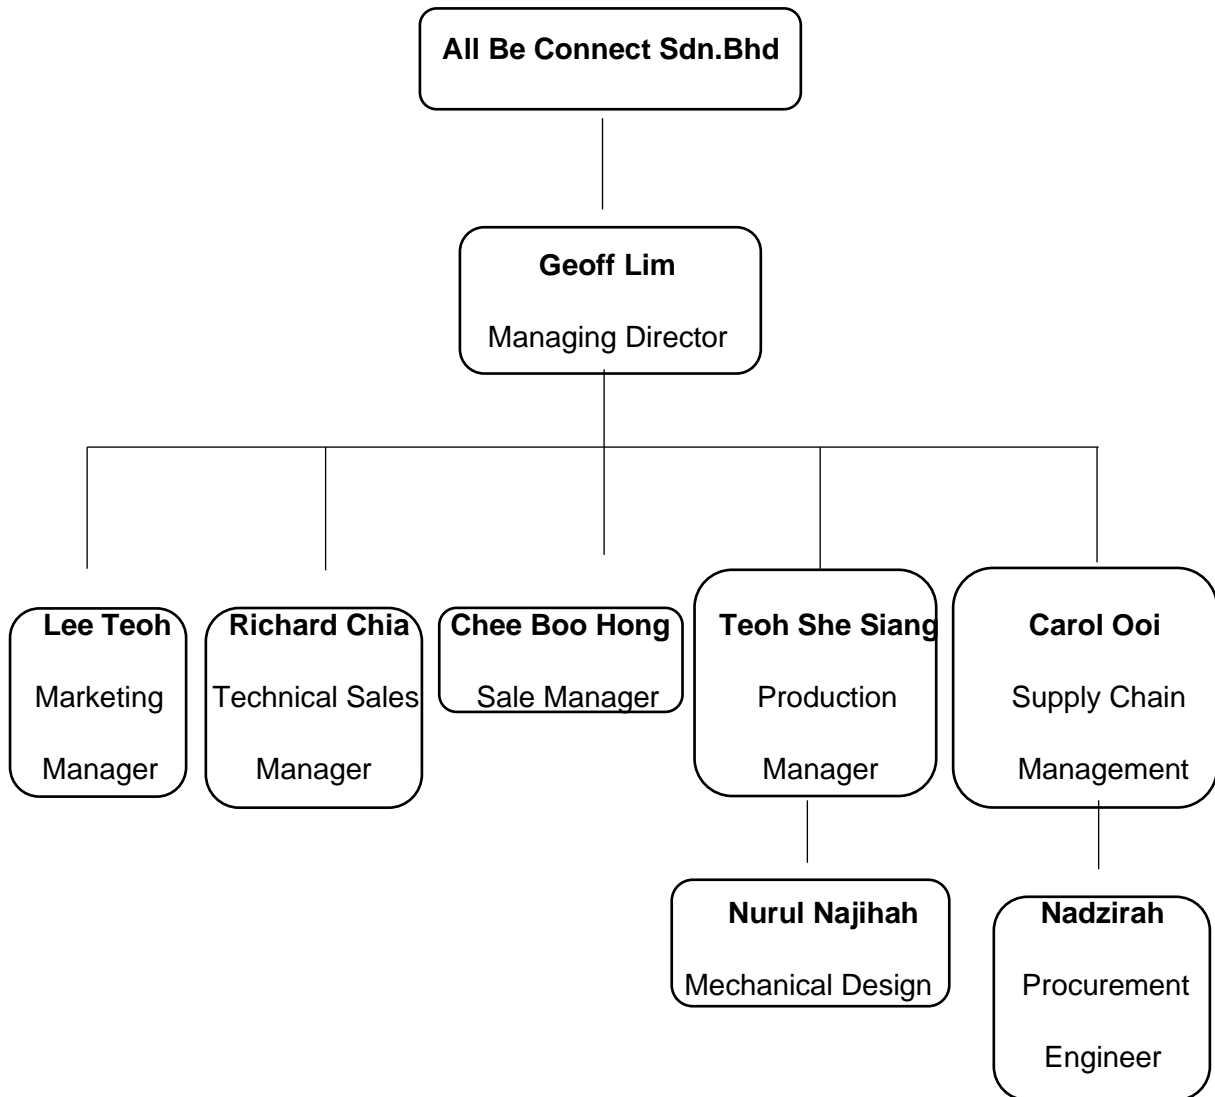 All Be Connect Sdn.Bhd
Geoff Lim
Managing Director
Lee Teoh
Marketing
Manager
Richard Chia
Technical Sales
Manager
Chee Boo Hong
Sale Manager
Teoh She Siang
Production
Manager
Carol Ooi
Supply Chain
Management
Nurul Najihah
Mechanical Design
Nadzirah
Procurement
Engineer